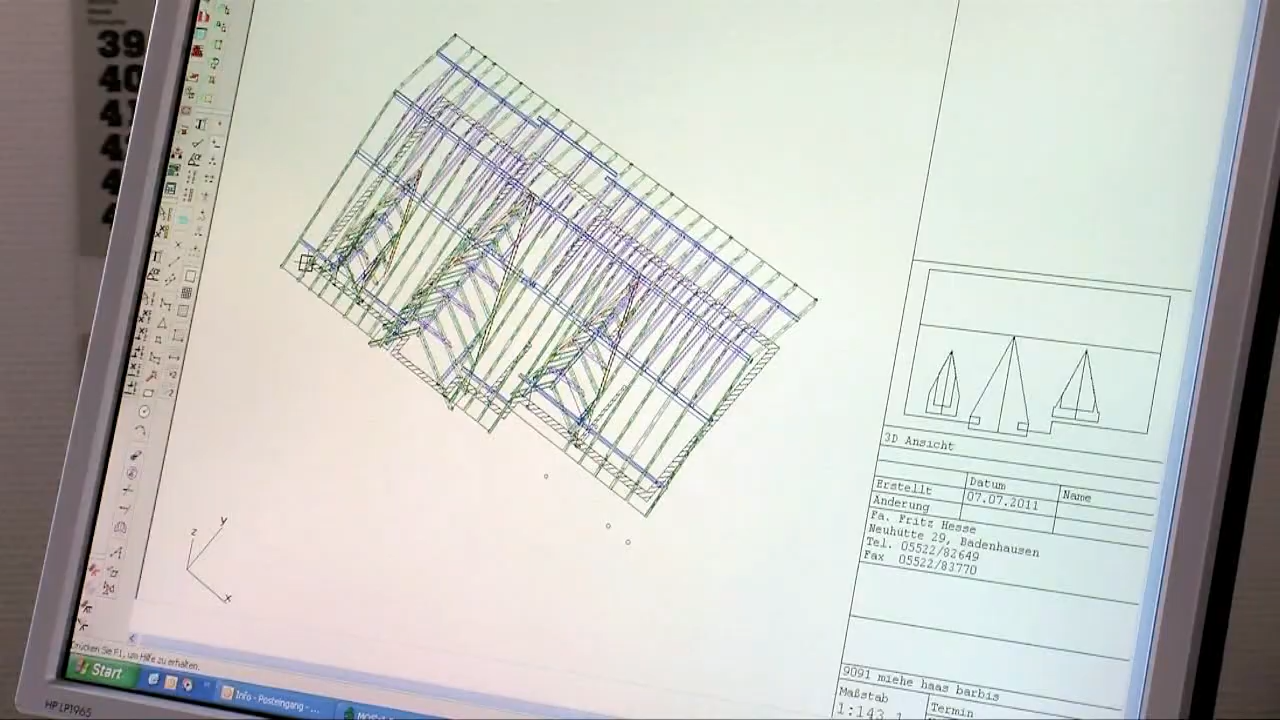 39
40
z
y
x
3D Ansicht
Erstellt
Datum
07.07.2011
Name
Änderung
Fa. Fritz Hesse
Neuhütte 29, Badenhausen
Tel. 05522/82649
Fax 05522/83770
9091 miehe haas barbis
Maßstab
1:143
Termin
Drücken Sie F1, um Hilfe zu erhalten.
Start
Info - Posteingang - ...
HP LP1965